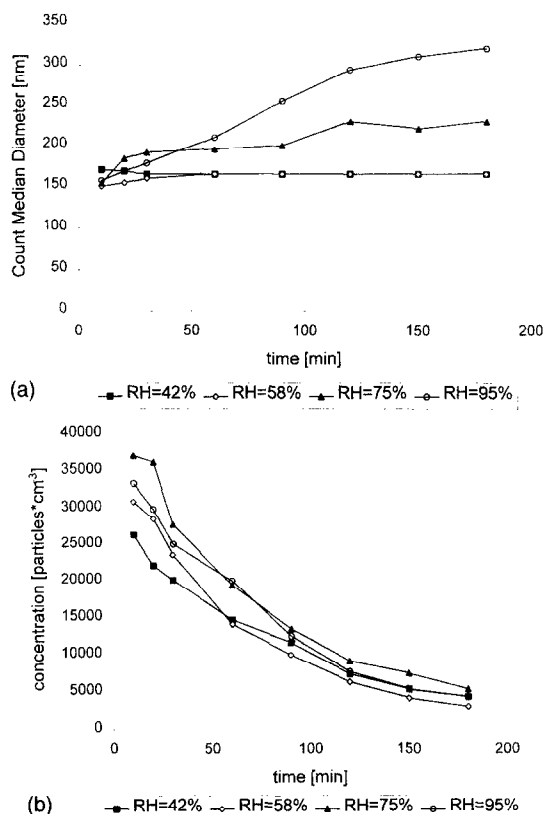 350
300
250
200
150
100
50
0
Count Median Diameter [nm]
0 50 100 150 200
time [min]
(a) RH=42% RH=58% RH=75% RH=95%
40000
35000
30000
25000
20000
15000
10000
5000
0
concentration [particles*cm³]
0 50 100 150 200
time [min]
(b) RH=42% RH=58% RH=75% RH=95%